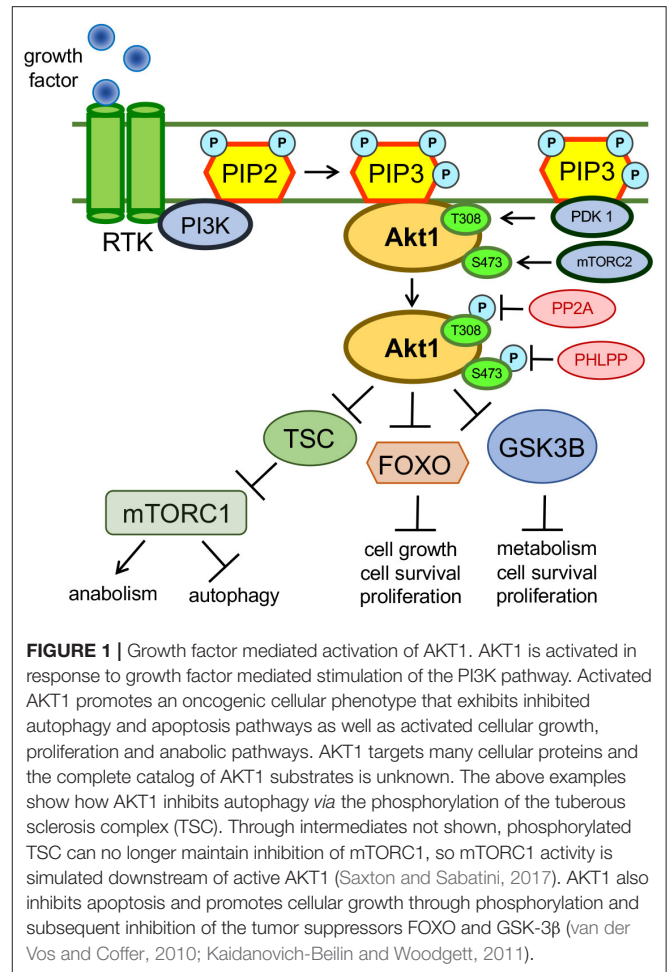 growth
factor
P P P P P P P
PIP2 PIP3 PIP3
RTK PI3K Akt1 T308 PDK 1
S473 mTORC2
Akt1 P T308 PP2A
S473 P PHLPP
TSC FOXO GSK3B
mTORC1
anabolism autophagy
cell growth
cell survival
proliferation
metabolism
cell survival
proliferation
FIGURE 1 | Growth factor mediated activation of AKT1. AKT1 is activated in
response to growth factor mediated stimulation of the PI3K pathway. Activated
AKT1 promotes an oncogenic cellular phenotype that exhibits inhibited
autophagy and apoptosis pathways as well as activated cellular growth,
proliferation and anabolic pathways. AKT1 targets many cellular proteins and
the complete catalog of AKT1 substrates is unknown. The above examples
show how AKT1 inhibits autophagy via the phosphorylation of the tuberous
sclerosis complex (TSC). Through intermediates not shown, phosphorylated
TSC can no longer maintain inhibition of mTORC1, so mTORC1 activity is
simulated downstream of active AKT1 (Saxton and Sabatini, 2017). AKT1 also
inhibits apoptosis and promotes cellular growth through phosphorylation and
subsequent inhibition of the tumor suppressors FOXO and GSK-3β (van der
Vos and Coffer, 2010; Kaidanovich-Beilin and Woodgett, 2011).